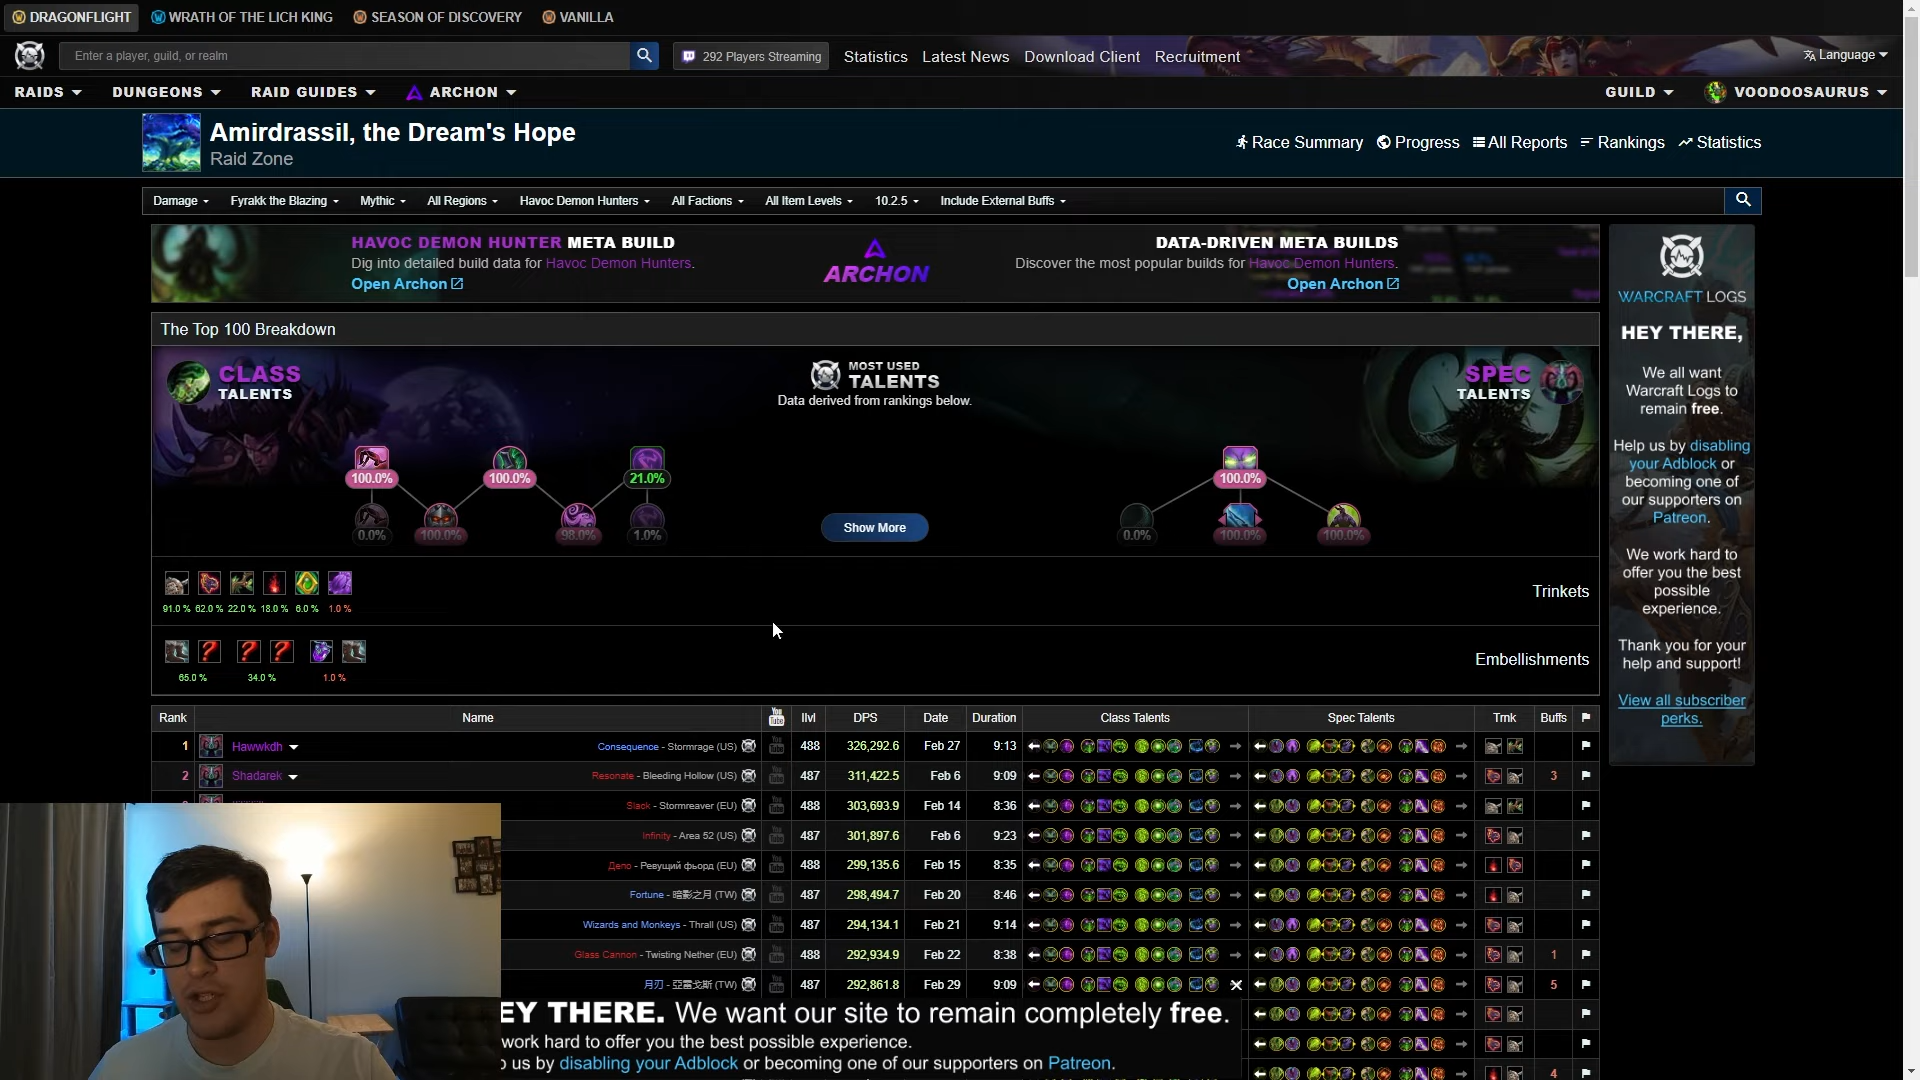 DRAGONFLIGHT WRATH OF THE LICH KING SEASON OF DISCOVERY VANILLA
Enter a player, guild, or realm
292 Players Streaming Statistics Latest News Download Client Recruitment Language
RAIDS DUNGEONS RAID GUIDES ARCHON GUILD VOODOOSAURUS
Amirdrassil, the Dream's Hope
Raid Zone
Race Summary Progress All Reports Rankings Statistics
Damage Fyrakk the Blazing Mythic All Regions Havoc Demon Hunters All Factions All Item Levels 10.2.5 Include External Buffs
HAVOC DEMON HUNTER META BUILD
Dig into detailed build data for Havoc Demon Hunters.
Open Archon
ARCHON
DATA-DRIVEN META BUILDS
Discover the most popular builds for Havoc Demon Hunters.
Open Archon
The Top 100 Breakdown
CLASS
TALENTS
MOST USED
TALENTS
Data derived from rankings below.
SPEC
TALENTS
100.0% 100.0% 21.0% 100.0%
0.0% 100.0% 98.0% 1.0% Show More 0.0% 100.0% 100.0%
91.0 % 62.0 % 22.0 % 18.0 % 6.0 % 1.0 %
Trinkets
65.0 % 34.0 % 1.0 %
Embellishments
Rank Name You Tube Ilvl DPS Date Duration Class Talents Spec Talents Trnk Buffs
1 Hawwkdh Consequence - Stormrage (US) 488 326,292.6 Feb 27 9:13
2 Shadarek Resonate - Bleeding Hollow (US) 487 311,422.5 Feb 6 9:09 3
Slack - Stormreaver (EU) 488 303,693.9 Feb 14 8:36
Infinity - Area 52 (US) 487 301,897.6 Feb 6 9:23
Депо - Ревущий фьорд (EU) 488 299,135.6 Feb 15 8:35
Fortune - 暗影之月 (TW) 487 298,494.7 Feb 20 8:46
Wizards and Monkeys - Thrall (US) 487 294,134.1 Feb 21 9:14
Glass Cannon - Twisting Nether (EU) 488 292,934.9 Feb 22 8:38 1
月刃 - 亞雷戈斯 (TW) 487 292,861.8 Feb 29 9:09 5
4
EY THERE. We want our site to remain completely free.
work hard to offer you the best possible experience.
us by disabling your Adblock or becoming one of our supporters on Patreon.
WARCRAFT LOGS
HEY THERE,
We all want
Warcraft Logs to
remain free.
Help us by disabling
your Adblock or
becoming one of
our supporters on
Patreon.
We work hard to
offer you the best
possible
experience.
Thank you for your
help and support!
View all subscriber
perks.